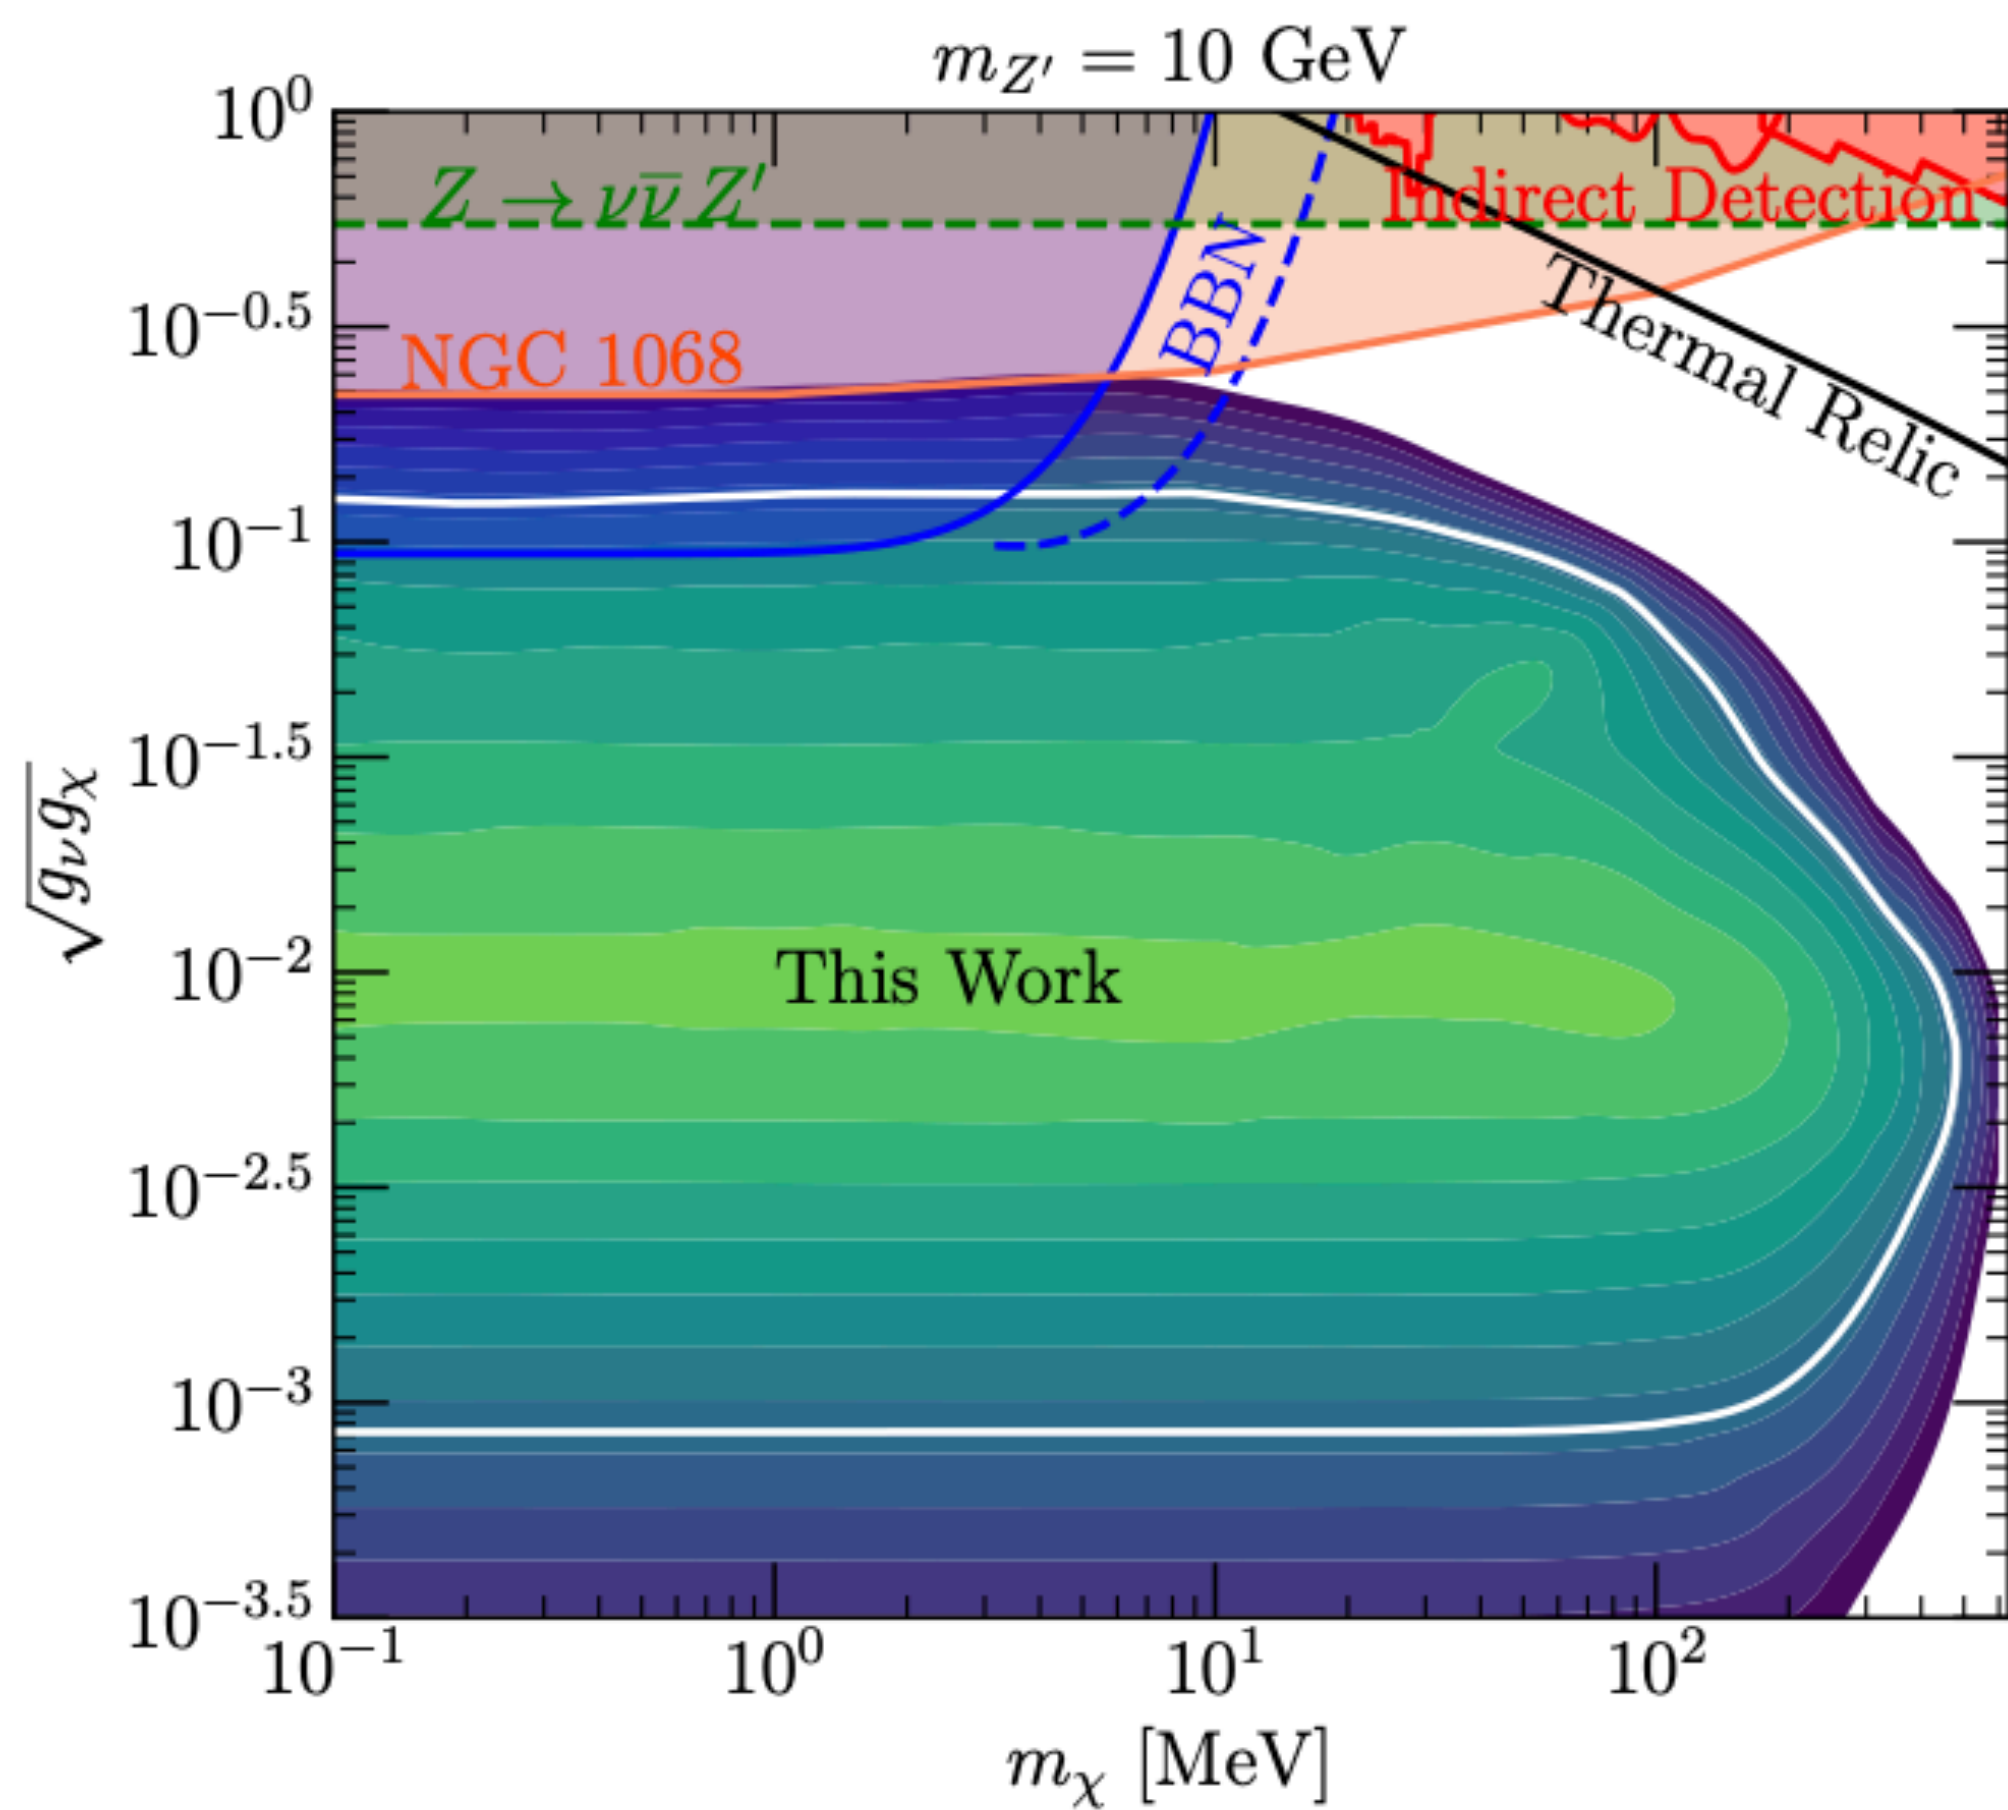 m_{Z'} = 10 GeV
10^0
Z → νν̅Z'
Indirect Detection
BBN
10^{-0.5}
NGC 1068
Thermal Relic
10^{-1}
10^{-1.5}
√g_νg_χ
10^{-2}
This Work
10^{-2.5}
10^{-3}
10^{-3.5}
10^{-1} 10^0 10^1 10^2
m_χ [MeV]